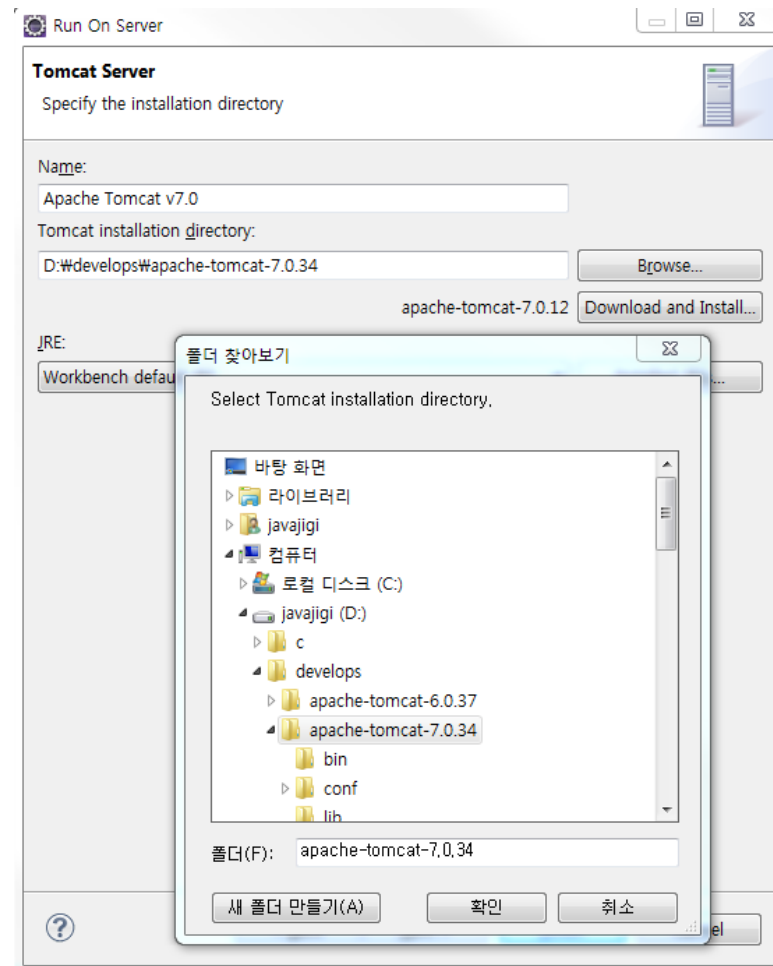 Run On Server
Tomcat Server
Specify the installation directory
Name:
Apache Tomcat v7.0
Tomcat installation directory:
D:₩develops₩apache-tomcat-7.0.34
Browse...
apache-tomcat-7.0.12 Download and Install...
JRE:
Workbench defau
폴더 찾아보기
Select Tomcat installation directory,
바탕 화면
라이브러리
javajigi
컴퓨터
로컬 디스크 (C:)
javajigi (D:)
c
develops
apache-tomcat-6.0.37
apache-tomcat-7.0.34
bin
conf
lib
폴더(F): apache-tomcat-7,0,34
새 폴더 만들기(A) 확인 취소
el